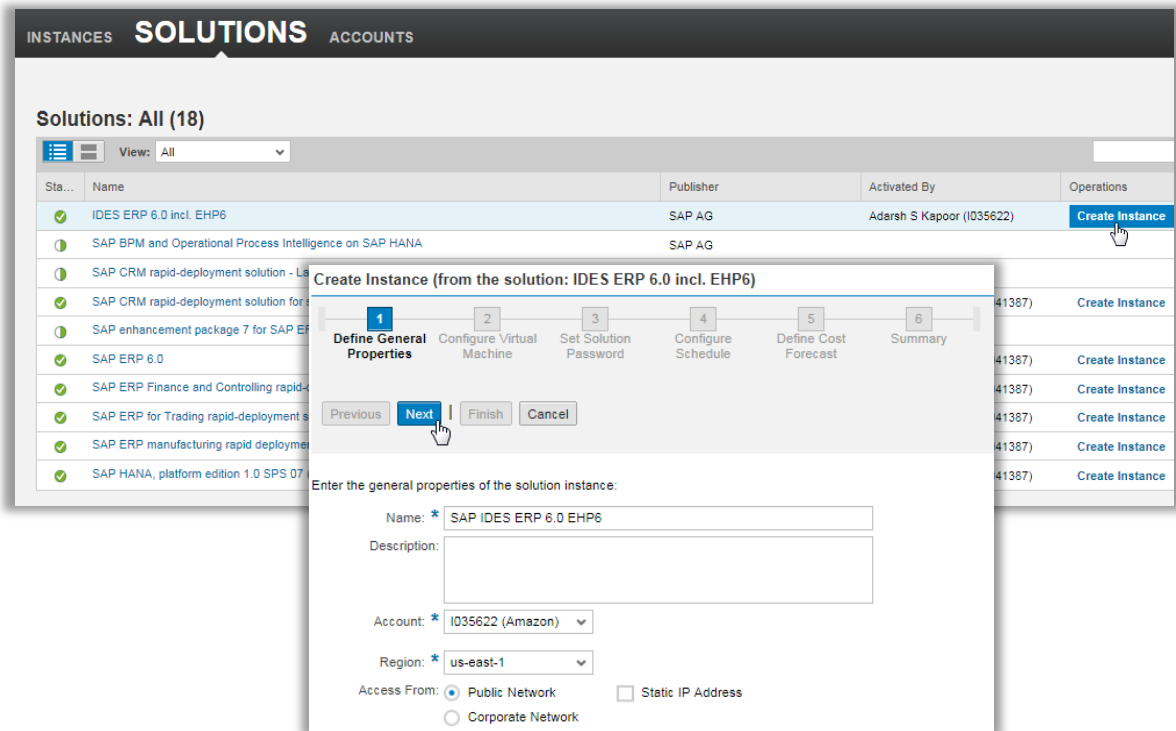 INSTANCES SOLUTIONS ACCOUNTS
Solutions: All (18)
View: All
Sta... Name Publisher Activated By Operations
IDES ERP 6.0 incl. EHP6 SAP AG Adarsh S Kapoor (I035622) Create Instance
SAP BPM and Operational Process Intelligence on SAP HANA SAP AG
SAP CRM rapid-deployment solution - La
SAP CRM rapid-deployment solution for s 41387) Create Instance
SAP enhancement package 7 for SAP ER
SAP ERP 6.0 41387) Create Instance
SAP ERP Finance and Controlling rapid- 41387) Create Instance
SAP ERP for Trading rapid-deployment s 41387) Create Instance
SAP ERP manufacturing rapid deployme 41387) Create Instance
SAP HANA, platform edition 1.0 SPS 07 41387) Create Instance
Create Instance (from the solution: IDES ERP 6.0 incl. EHP6)
1 2 3 4 5 6
Define General Configure Virtual Set Solution Configure Define Cost Summary
Properties Machine Password Schedule Forecast
Previous Next | Finish Cancel
Enter the general properties of the solution instance:
Name: * SAP IDES ERP 6.0 EHP6
Description:
Account: * I035622 (Amazon)
Region: * us-east-1
Access From: Public Network Static IP Address
Corporate Network